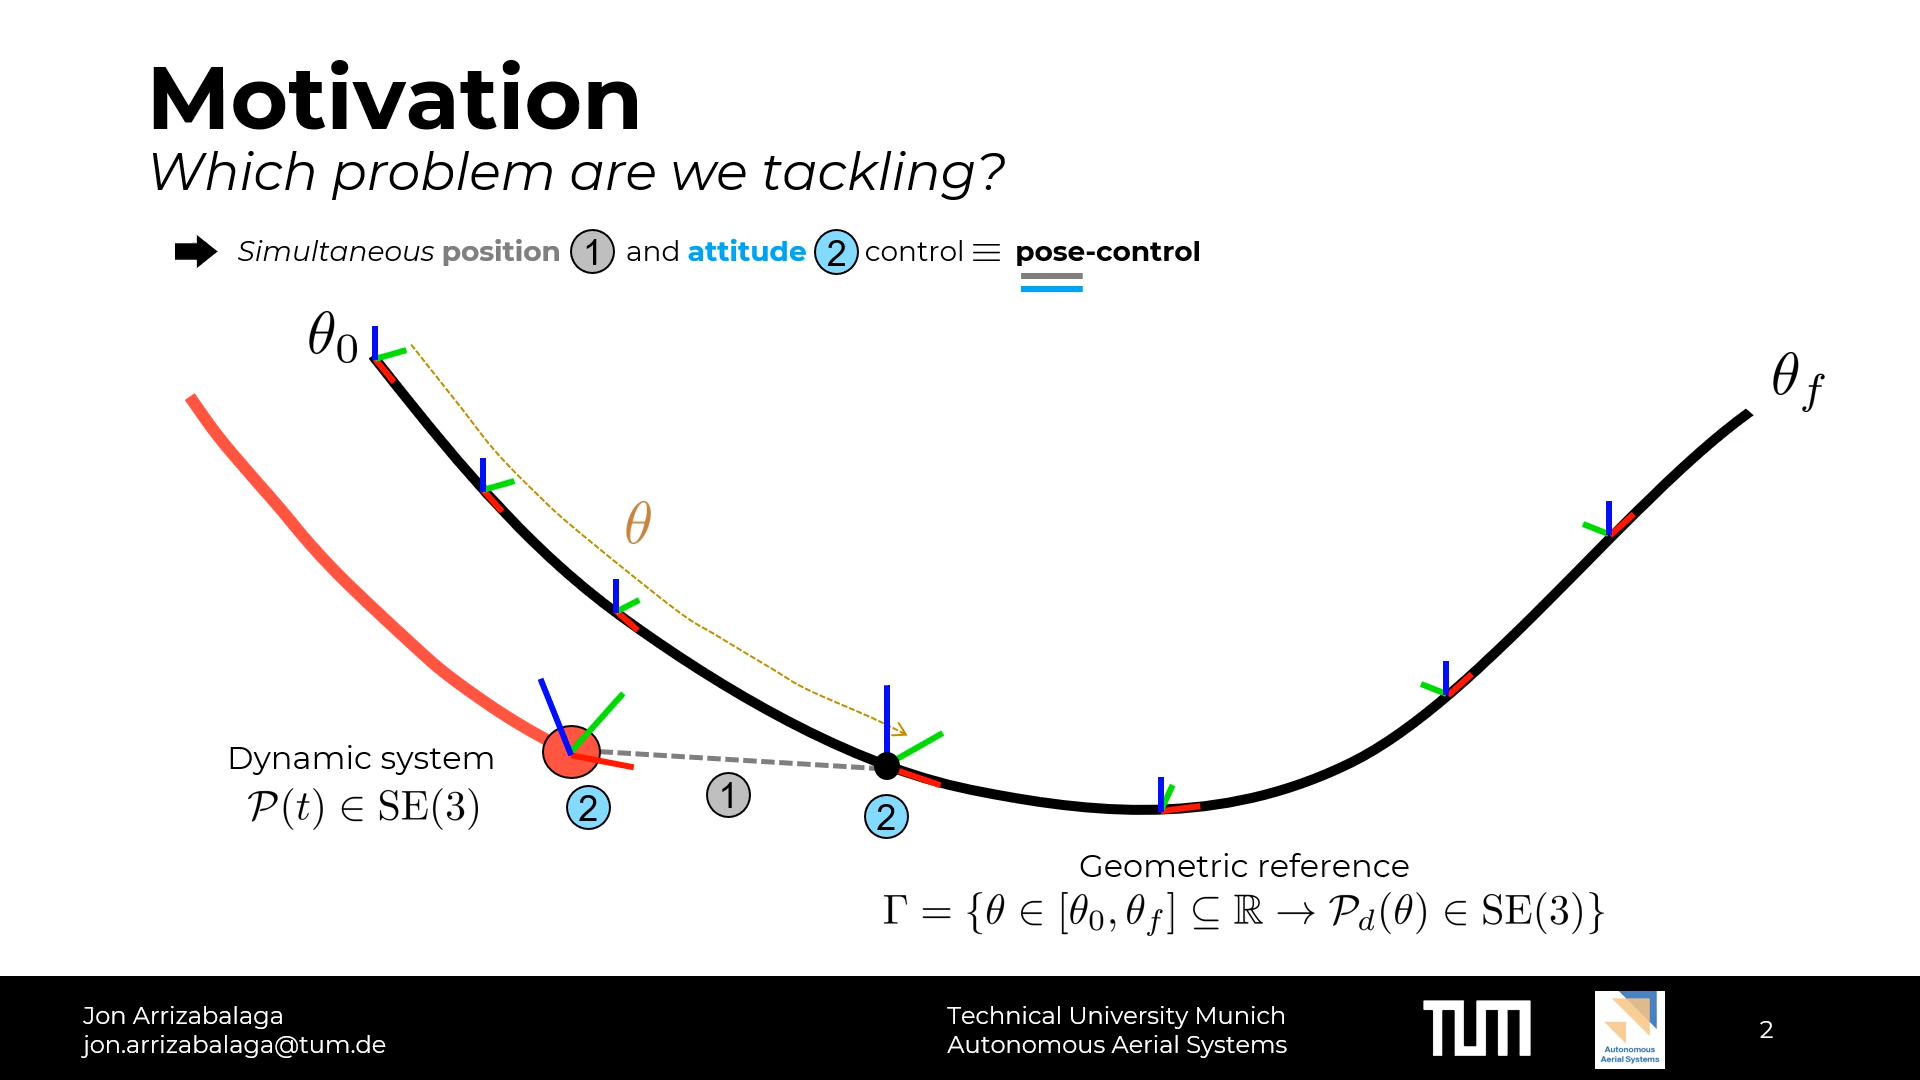 Motivation
Which problem are we tackling?
Simultaneous position 1 and attitude 2 control ≡ pose-control
θ₀
θ_f
θ
Dynamic system
𝒫(t) ∈ SE(3)
1
2
2
Geometric reference
Γ = {θ ∈ [θ₀, θ_f] ⊆ ℝ → 𝒫_d(θ) ∈ SE(3)}
Jon Arrizabalaga
jon.arrizabalaga@tum.de
Technical University Munich
Autonomous Aerial Systems
TUM
Autonomous
Aerial Systems
2